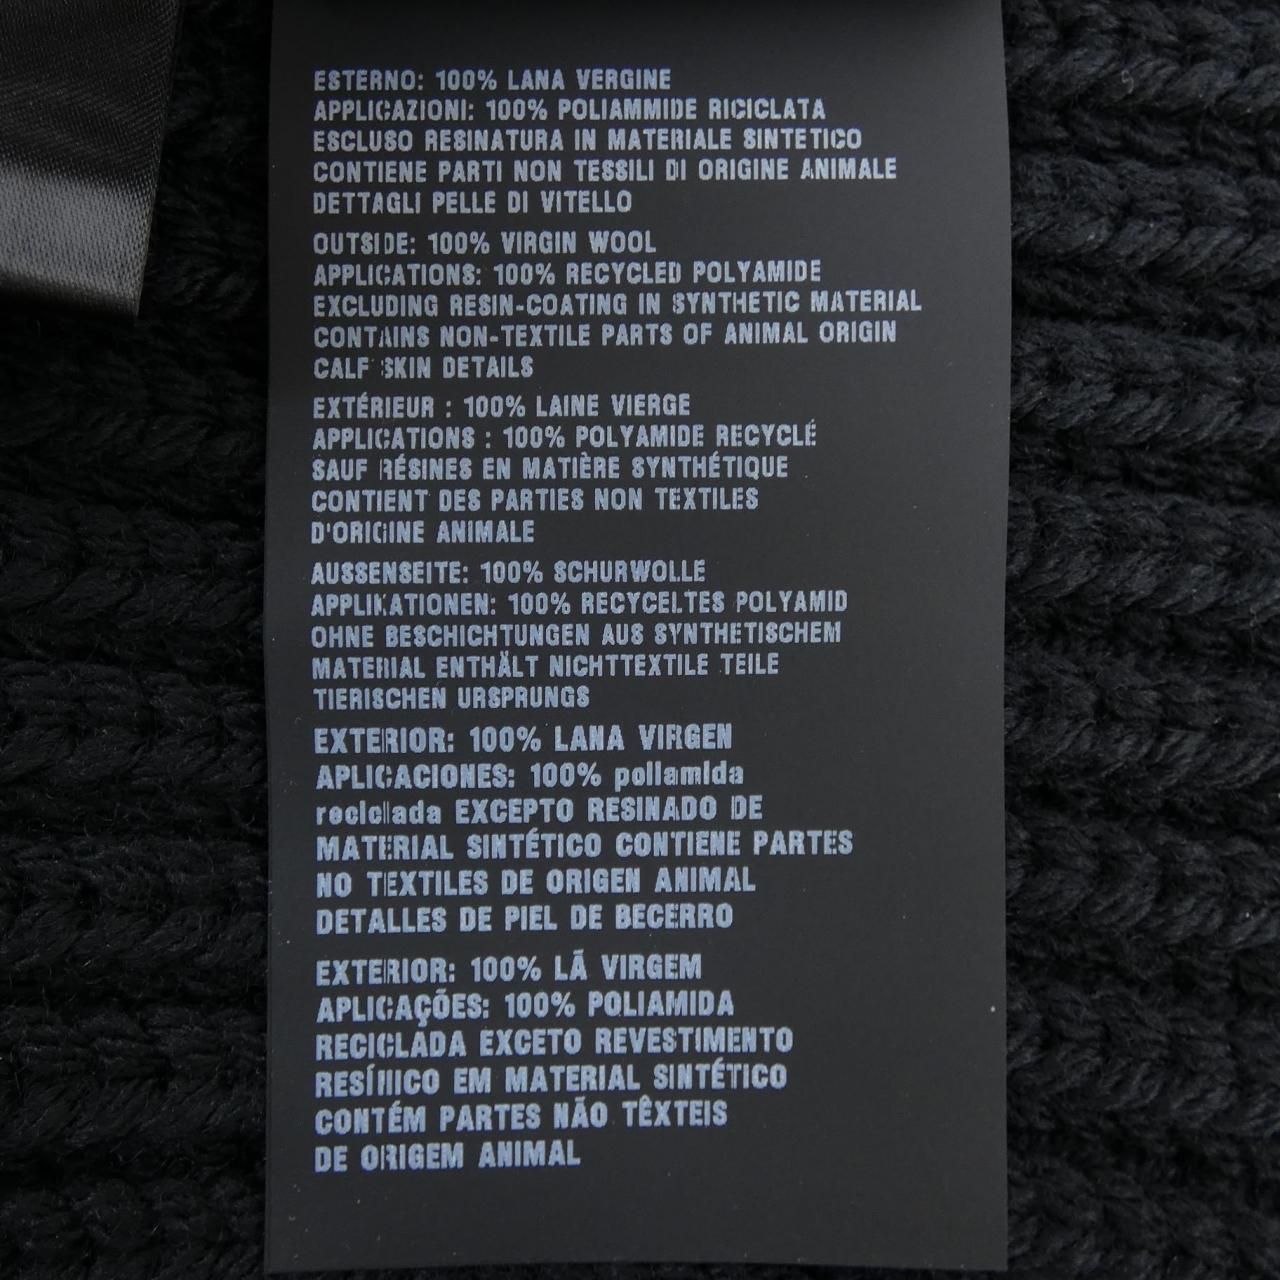 ESTERNO: 100% LANA VERGINE
APPLICAZIONI: 100% POLIAMMIDE RICICLATA
ESCLUSO RESINATURA IN MATERIALE SINTETICO
CONTIENE PARTI NON TESSILI DI ORIGINE ANIMALE
DETTAGLI PELLE DI VITELLO
OUTSIDE: 100% VIRGIN WOOL
APPLICATIONS: 100% RECYCLED POLYAMIDE
EXCLUDING RESIN-COATING IN SYNTHETIC MATERIAL
CONTAINS NON-TEXTILE PARTS OF ANIMAL ORIGIN
CALF SKIN DETAILS
EXTÉRIEUR : 100% LAINE VIERGE
APPLICATIONS : 100% POLYAMIDE RECYCLÉ
SAUF RÉSINES EN MATIÈRE SYNTHÉTIQUE
CONTIENT DES PARTIES NON TEXTILES
D'ORIGINE ANIMALE
AUSSENSEITE: 100% SCHURWOLLE
APPLIKATIONEN: 100% RECYCELTES POLYAMID
OHNE BESCHICHTUNGEN AUS SYNTHETISCHEM
MATERIAL ENTHÄLT NICHTTEXTILE TEILE
TIERISCHEN URSPRUNGS
EXTERIOR: 100% LANA VIRGEN
APLICACIONES: 100% poliamida
reciclada EXCEPTO RESINADO DE
MATERIAL SINTÉTICO CONTIENE PARTES
NO TEXTILES DE ORIGEN ANIMAL
DETALLES DE PIEL DE BECERRO
EXTERIOR: 100% LÃ VIRGEM
APLICAÇÕES: 100% POLIAMIDA
RECICLADA EXCETO REVESTIMENTO
RESÍNICO EM MATERIAL SINTÉTICO
CONTÉM PARTES NÃO TÊXTEIS
DE ORIGEM ANIMAL